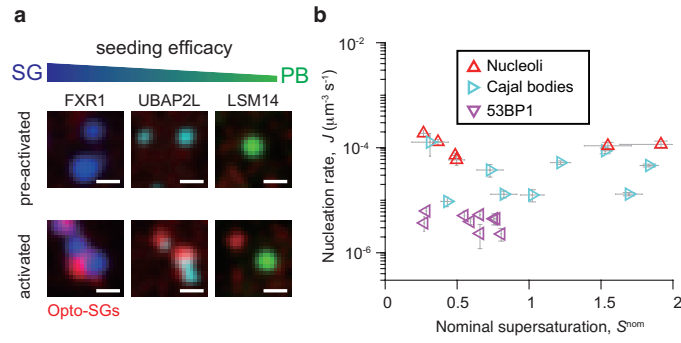 a
seeding efficacy
SG
PB
FXR1 UBAP2L LSM14
pre-activated
activated
Opto-SGs
b
10⁻²
10⁻⁴
10⁻⁶
Nucleation rate, J (μm⁻³ s⁻¹)
Nucleoli
Cajal bodies
53BP1
0 0.5 1 1.5 2
Nominal supersaturation, Sⁿᵒᵐ